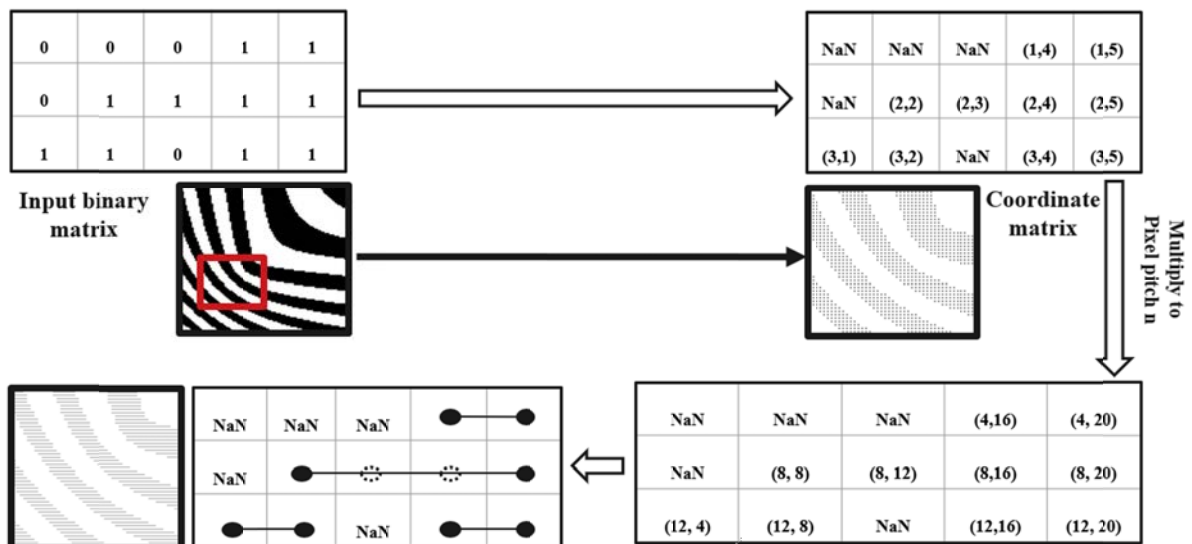 0 0 0 1 1
0 1 1 1 1
1 1 0 1 1
Input binary
matrix
NaN NaN NaN (1,4) (1,5)
NaN (2,2) (2,3) (2,4) (2,5)
(3,1) (3,2) NaN (3,4) (3,5)
Coordinate
matrix
Multiply to
Pixel pitch n
NaN NaN NaN (4,16) (4, 20)
NaN (8, 8) (8, 12) (8,16) (8, 20)
(12, 4) (12, 8) NaN (12,16) (12, 20)
NaN NaN NaN
NaN
NaN